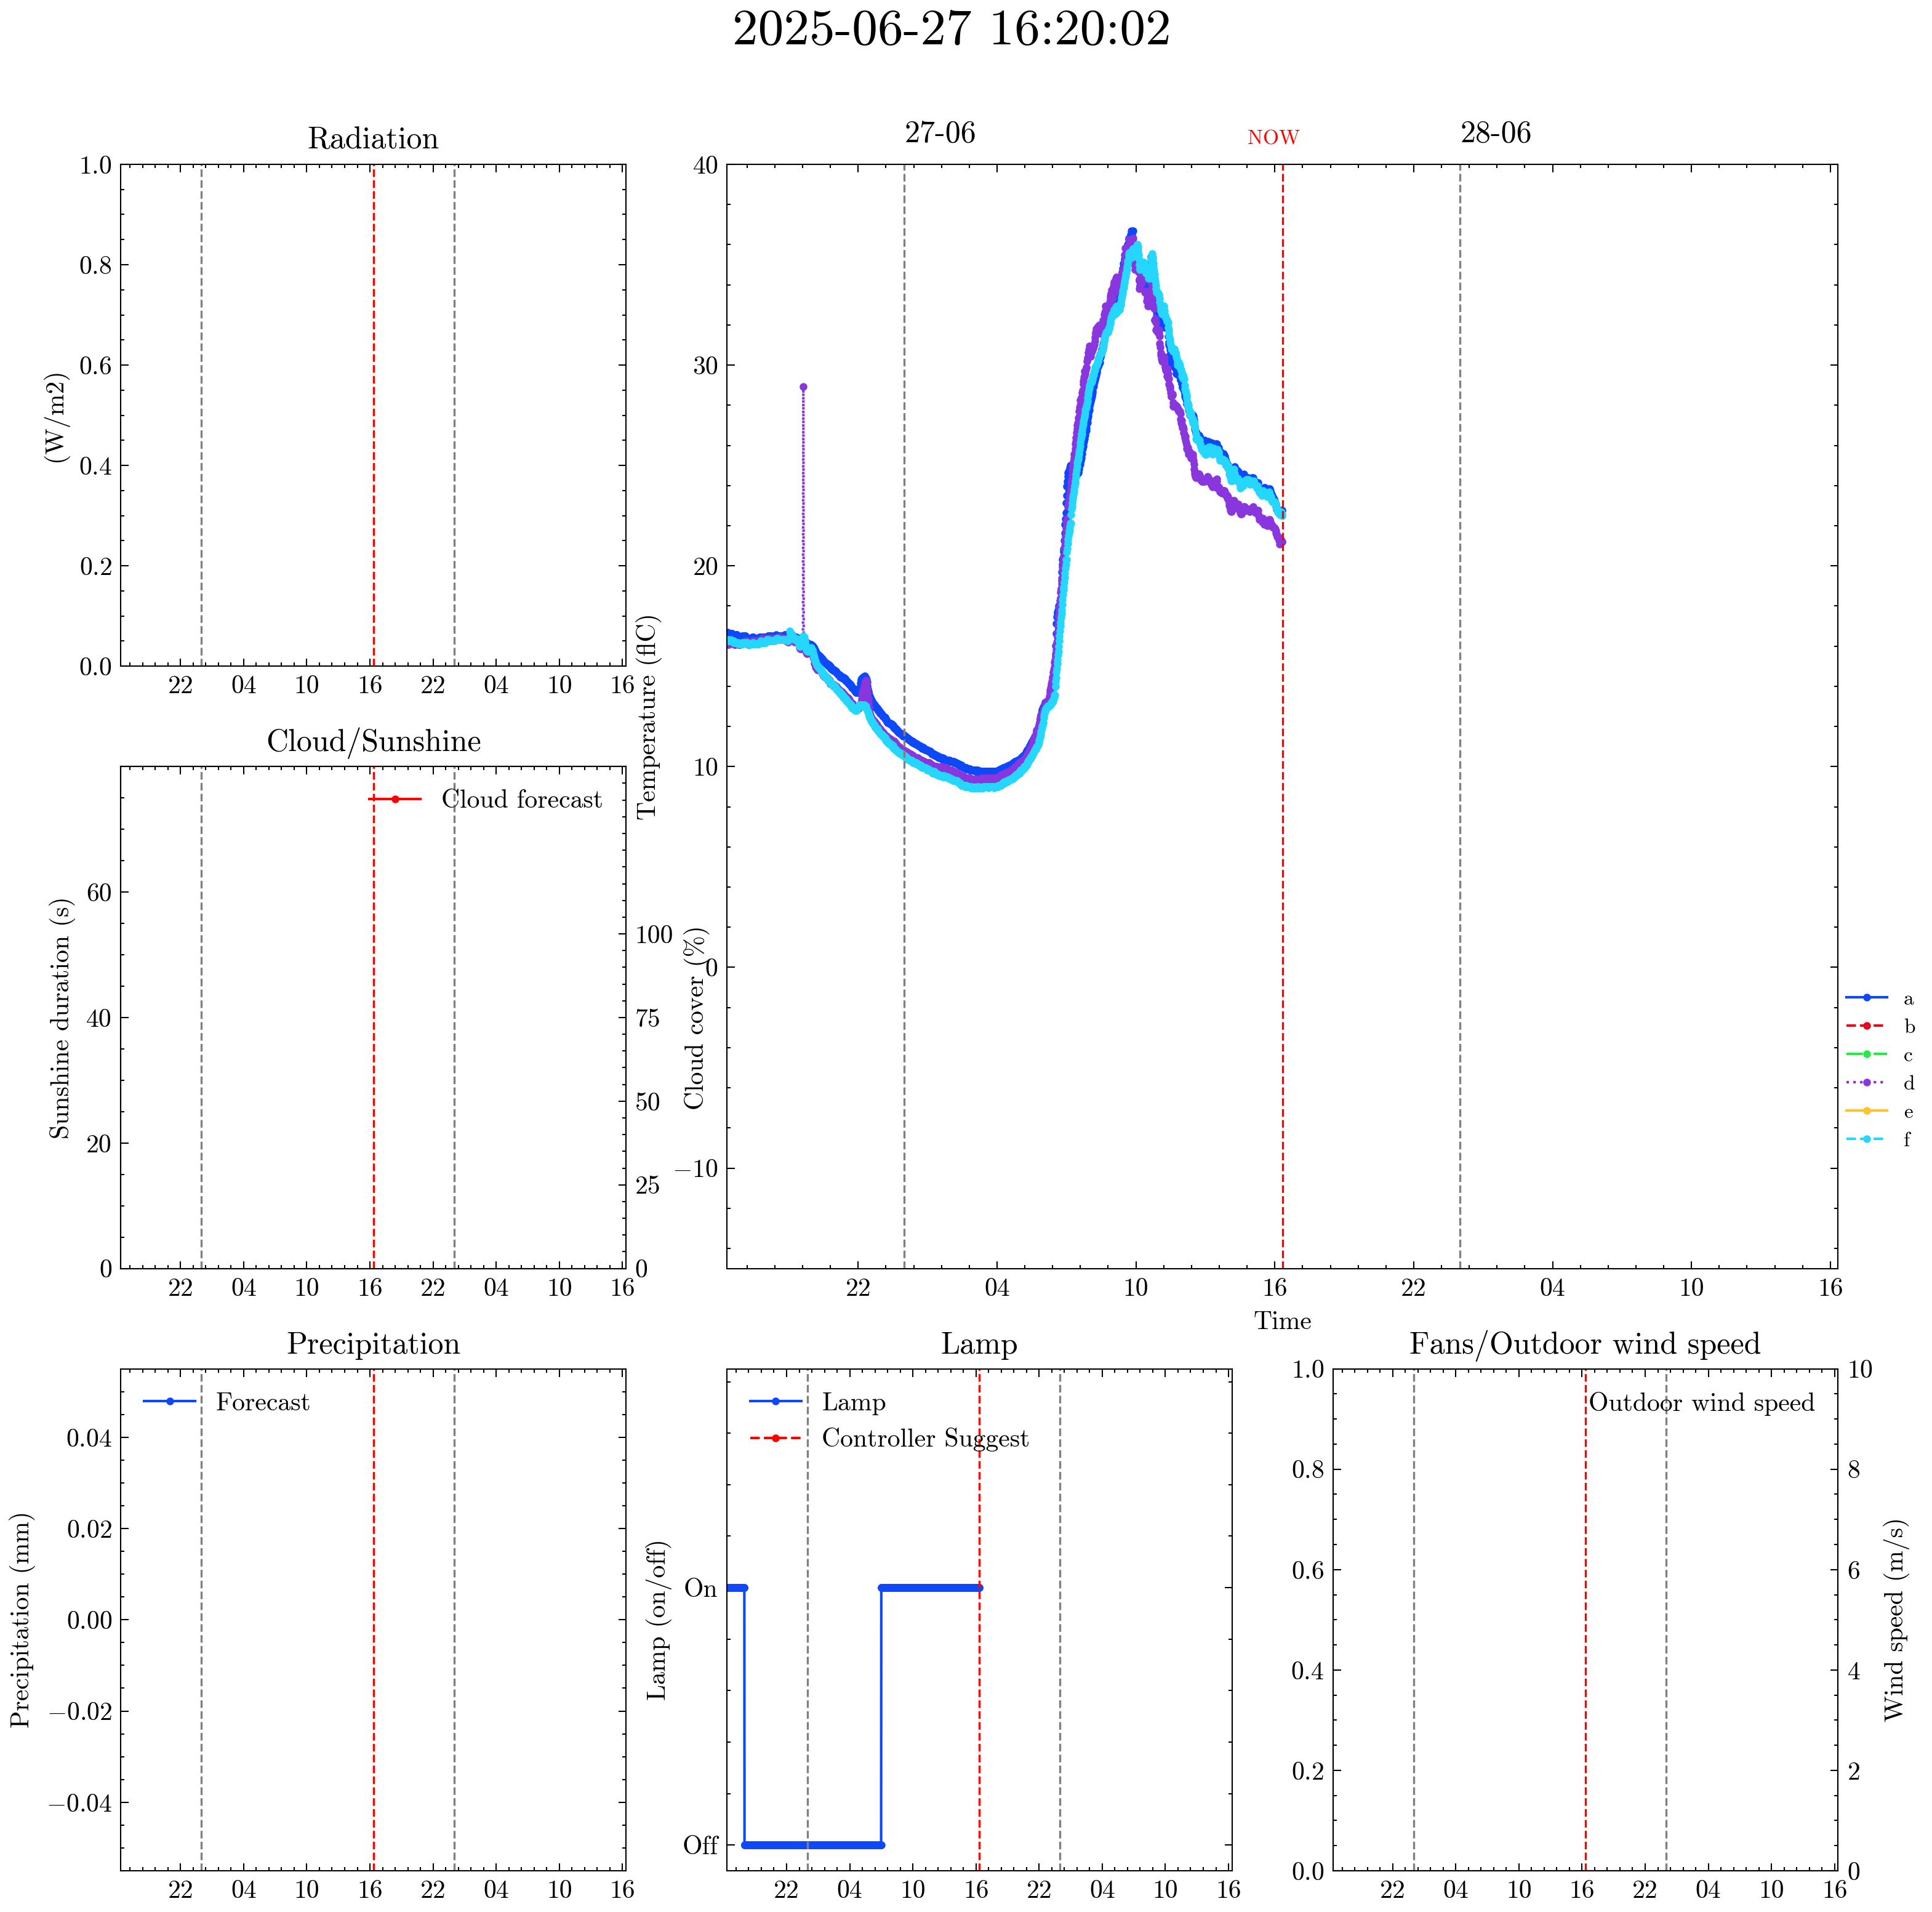 2025-06-27 16:20:02
Radiation
(W/m2)
1.0
0.8
0.6
0.4
0.2
0.0
22 04 10 16 22 04 10 16
27-06
NOW
28-06
Temperature (flC)
40
30
20
10
0
−10
22 04 10 16 22 04 10 16
Time
a
b
c
d
e
f
Cloud/Sunshine
Cloud forecast
Sunshine duration (s)
60
40
20
0
Cloud cover (%)
100
75
50
25
0
22 04 10 16 22 04 10 16
Precipitation
Forecast
Precipitation (mm)
0.04
0.02
0.00
−0.02
−0.04
22 04 10 16 22 04 10 16
Lamp
Lamp
Controller Suggest
Lamp (on/off)
On
Off
22 04 10 16 22 04 10 16
Fans/Outdoor wind speed
Outdoor wind speed
1.0
0.8
0.6
0.4
0.2
0.0
10
8
6
4
2
0
Wind speed (m/s)
22 04 10 16 22 04 10 16